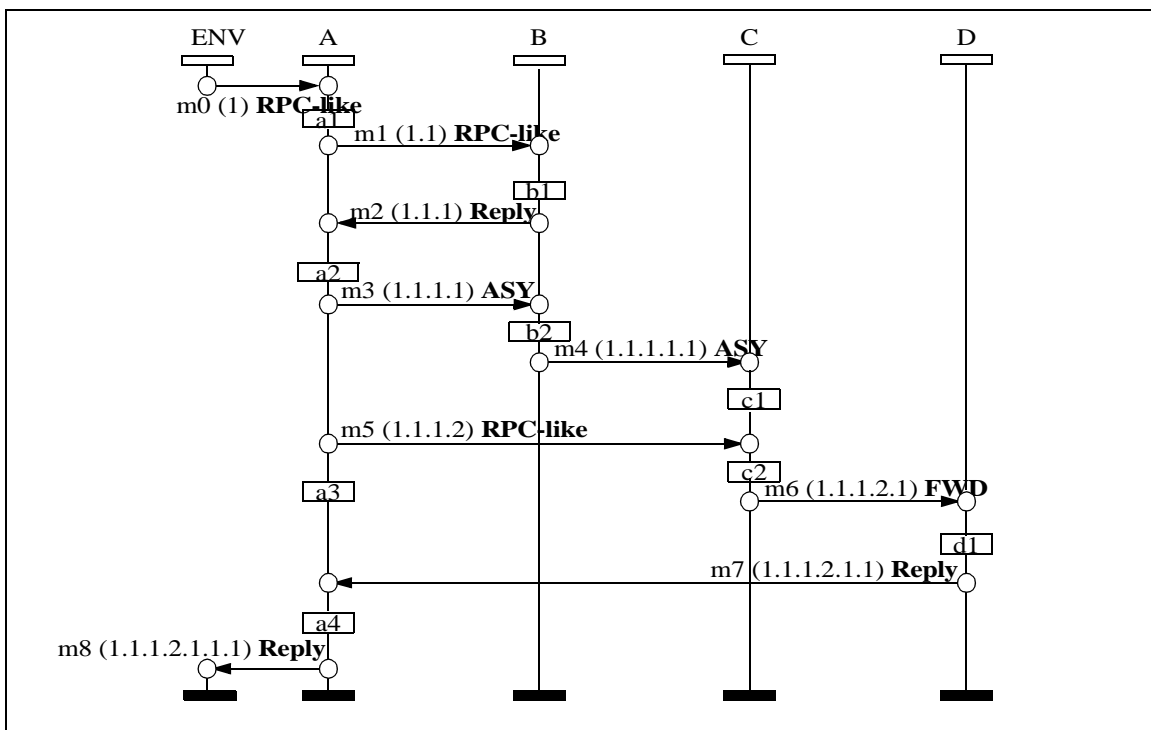 ENV A B C D
m0 (1) RPC-like
a1
m1 (1.1) RPC-like
b1
m2 (1.1.1) Reply
a2
m3 (1.1.1.1) ASY
b2
m4 (1.1.1.1.1) ASY
c1
m5 (1.1.1.2) RPC-like
c2
m6 (1.1.1.2.1) FWD
a3
d1
m7 (1.1.1.2.1.1) Reply
a4
m8 (1.1.1.2.1.1.1) Reply